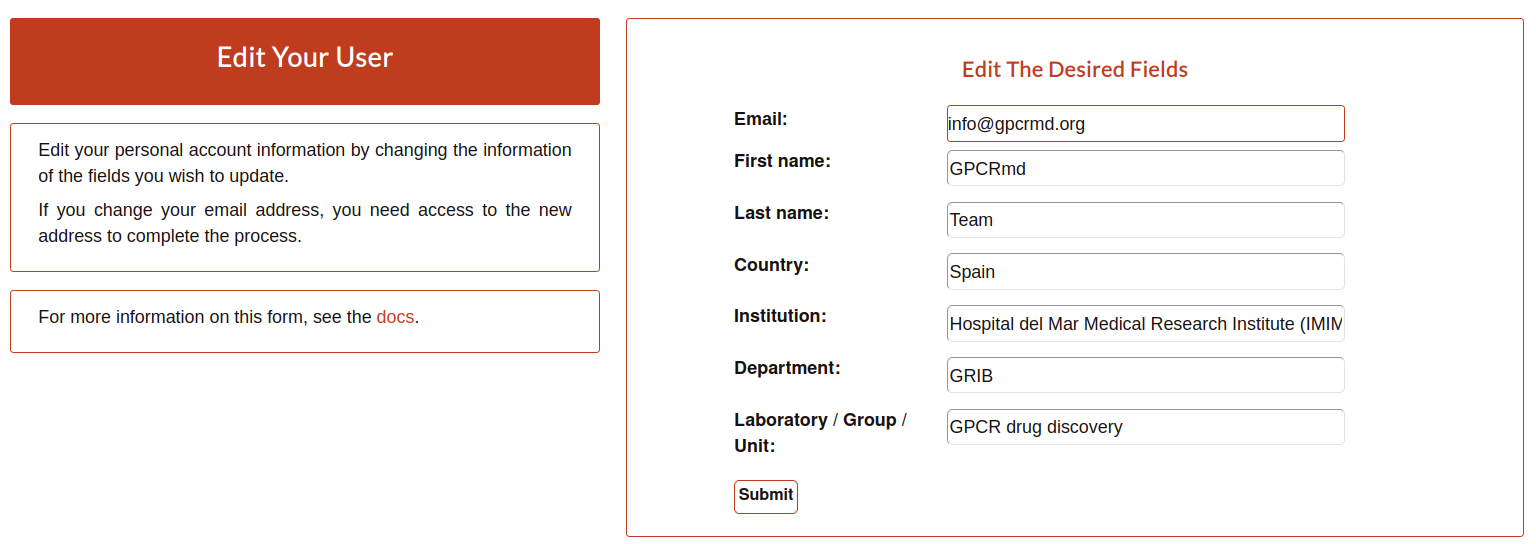 Edit Your User
Edit your personal account information by changing the information
of the fields you wish to update.
If you change your email address, you need access to the new
address to complete the process.
For more information on this form, see the docs.
Edit The Desired Fields
Email: info@gpcrmd.org
First name: GPCRmd
Last name: Team
Country: Spain
Institution: Hospital del Mar Medical Research Institute (IMIM
Department: GRIB
Laboratory / Group / GPCR drug discovery
Unit:
Submit